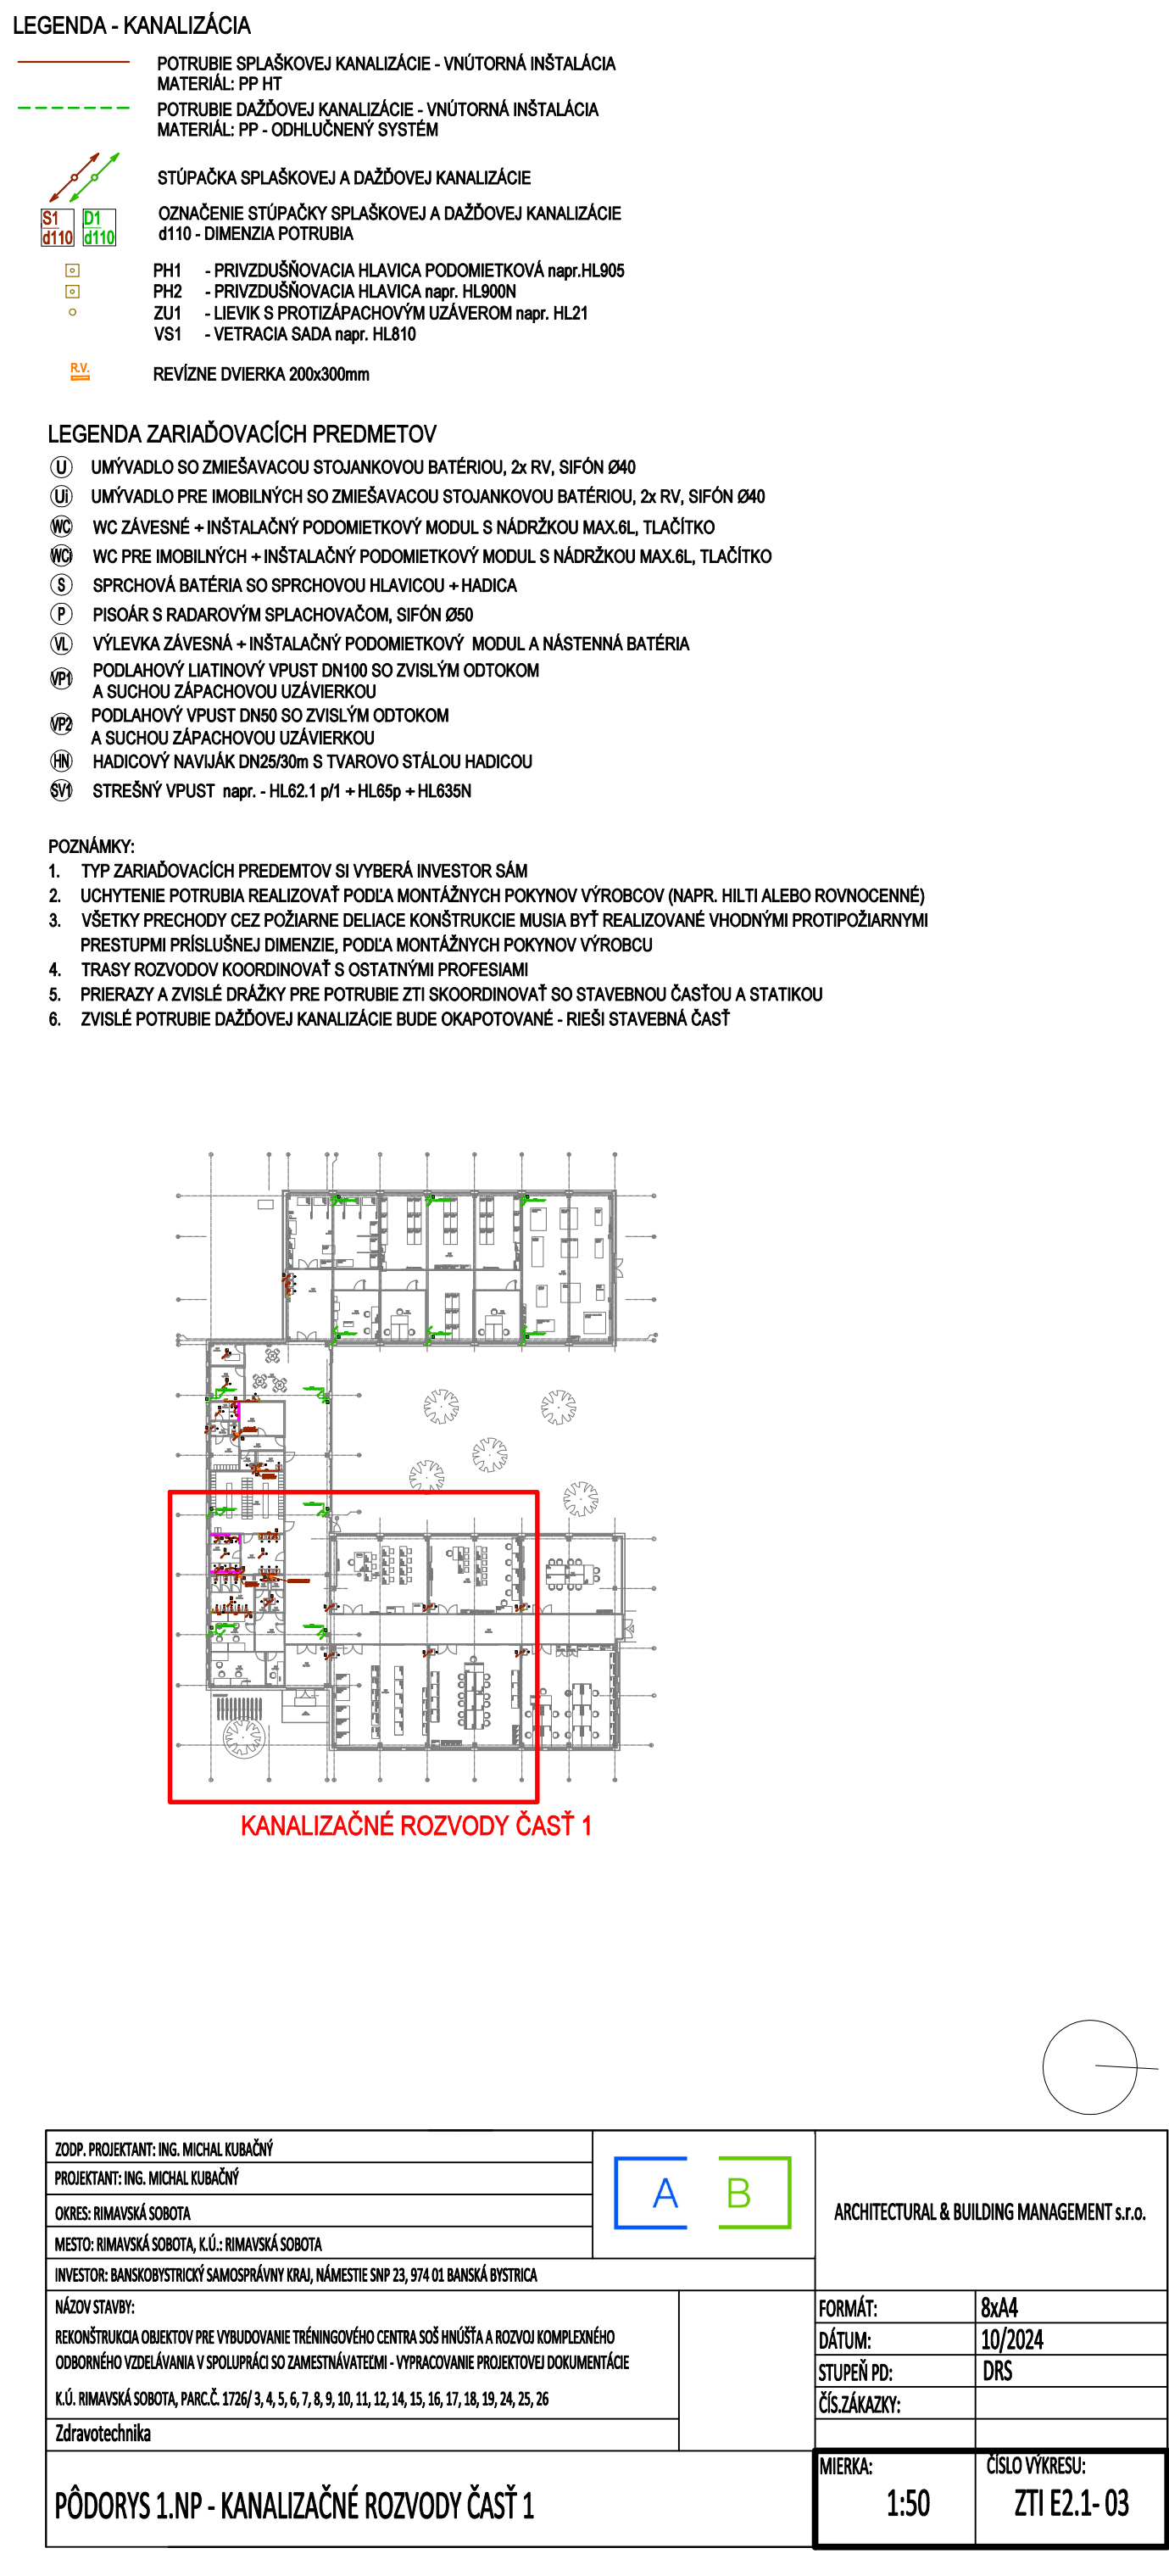 LEGENDA - KANALIZÁCIA
POTRUBIE SPLAŠKOVEJ KANALIZÁCIE - VNÚTORNÁ INŠTALÁCIA
MATERIÁL: PP HT
POTRUBIE DAŽĎOVEJ KANALIZÁCIE - VNÚTORNÁ INŠTALÁCIA
MATERIÁL: PP - ODHLUČNENÝ SYSTÉM
STÚPAČKA SPLAŠKOVEJ A DAŽĎOVEJ KANALIZÁCIE
S1 D1 OZNAČENIE STÚPAČKY SPLAŠKOVEJ A DAŽĎOVEJ KANALIZÁCIE
d110 d110 d110 - DIMENZIA POTRUBIA
PH1 - PRIVZDUŠŇOVACIA HLAVICA PODOMIETKOVÁ napr.HL905
PH2 - PRIVZDUŠŇOVACIA HLAVICA napr. HL900N
ZU1 - LIEVIK S PROTIZÁPACHOVÝM UZÁVEROM napr. HL21
VS1 - VETRACIA SADA napr. HL810
R.V. REVÍZNE DVIERKA 200x300mm
LEGENDA ZARIAĎOVACÍCH PREDMETOV
U UMÝVADLO SO ZMIEŠAVACOU STOJANKOVOU BATÉRIOU, 2x RV, SIFÓN Ø40
Ui UMÝVADLO PRE IMOBILNÝCH SO ZMIEŠAVACOU STOJANKOVOU BATÉRIOU, 2x RV, SIFÓN Ø40
WC WC ZÁVESNÉ + INŠTALAČNÝ PODOMIETKOVÝ MODUL S NÁDRŽKOU MAX.6L, TLAČÍTKO
WCi WC PRE IMOBILNÝCH + INŠTALAČNÝ PODOMIETKOVÝ MODUL S NÁDRŽKOU MAX.6L, TLAČÍTKO
S SPRCHOVÁ BATÉRIA SO SPRCHOVOU HLAVICOU + HADICA
P PISOÁR S RADAROVÝM SPLACHOVAČOM, SIFÓN Ø50
VL VÝLEVKA ZÁVESNÁ + INŠTALAČNÝ PODOMIETKOVÝ MODUL A NÁSTENNÁ BATÉRIA
VP1 PODLAHOVÝ LIATINOVÝ VPUST DN100 SO ZVISLÝM ODTOKOM
A SUCHOU ZÁPACHOVOU UZÁVIERKOU
VP2 PODLAHOVÝ VPUST DN50 SO ZVISLÝM ODTOKOM
A SUCHOU ZÁPACHOVOU UZÁVIERKOU
HN HADICOVÝ NAVIJÁK DN25/30m S TVAROVO STÁLOU HADICOU
SV1 STREŠNÝ VPUST napr. - HL62.1 p/1 + HL65p + HL635N
POZNÁMKY:
1. TYP ZARIAĎOVACÍCH PREDEMTOV SI VYBERÁ INVESTOR SÁM
2. UCHYTENIE POTRUBIA REALIZOVAŤ PODĽA MONTÁŽNYCH POKYNOV VÝROBCOV (NAPR. HILTI ALEBO ROVNOCENNÉ)
3. VŠETKY PRECHODY CEZ POŽIARNE DELIACE KONŠTRUKCIE MUSIA BYŤ REALIZOVANÉ VHODNÝMI PROTIPOŽIARNYMI
PRESTUPMI PRÍSLUŠNEJ DIMENZIE, PODĽA MONTÁŽNYCH POKYNOV VÝROBCU
4. TRASY ROZVODOV KOORDINOVAŤ S OSTATNÝMI PROFESIAMI
5. PRIERAZY A ZVISLÉ DRÁŽKY PRE POTRUBIE ZTI SKOORDINOVAŤ SO STAVEBNOU ČASŤOU A STATIKOU
6. ZVISLÉ POTRUBIE DAŽĎOVEJ KANALIZÁCIE BUDE OKAPOTOVANÉ - RIEŠI STAVEBNÁ ČASŤ
KANALIZAČNÉ ROZVODY ČASŤ 1
ZODP. PROJEKTANT: ING. MICHAL KUBAČNÝ
PROJEKTANT: ING. MICHAL KUBAČNÝ
OKRES: RIMAVSKÁ SOBOTA
MESTO: RIMAVSKÁ SOBOTA, K.Ú.: RIMAVSKÁ SOBOTA
A B
ARCHITECTURAL & BUILDING MANAGEMENT s.r.o.
INVESTOR: BANSKOBYSTRICKÝ SAMOSPRÁVNY KRAJ, NÁMESTIE SNP 23, 974 01 BANSKÁ BYSTRICA
NÁZOV STAVBY:
REKONŠTRUKCIA OBJEKTOV PRE VYBUDOVANIE TRÉNINGOVÉHO CENTRA SOŠ HNÚŠŤA A ROZVOJ KOMPLEXNÉHO
ODBORNÉHO VZDELÁVANIA V SPOLUPRÁCI SO ZAMESTNÁVATEĽMI - VYPRACOVANIE PROJEKTOVEJ DOKUMENTÁCIE
K.Ú. RIMAVSKÁ SOBOTA, PARC.Č. 1726/ 3, 4, 5, 6, 7, 8, 9, 10, 11, 12, 14, 15, 16, 17, 18, 19, 24, 25, 26
Zdravotechnika
FORMÁT: 8xA4
DÁTUM: 10/2024
STUPEŇ PD: DRS
ČÍS.ZÁKAZKY:
PÔDORYS 1.NP - KANALIZAČNÉ ROZVODY ČASŤ 1
MIERKA: ČÍSLO VÝKRESU:
1:50 ZTI E2.1- 03